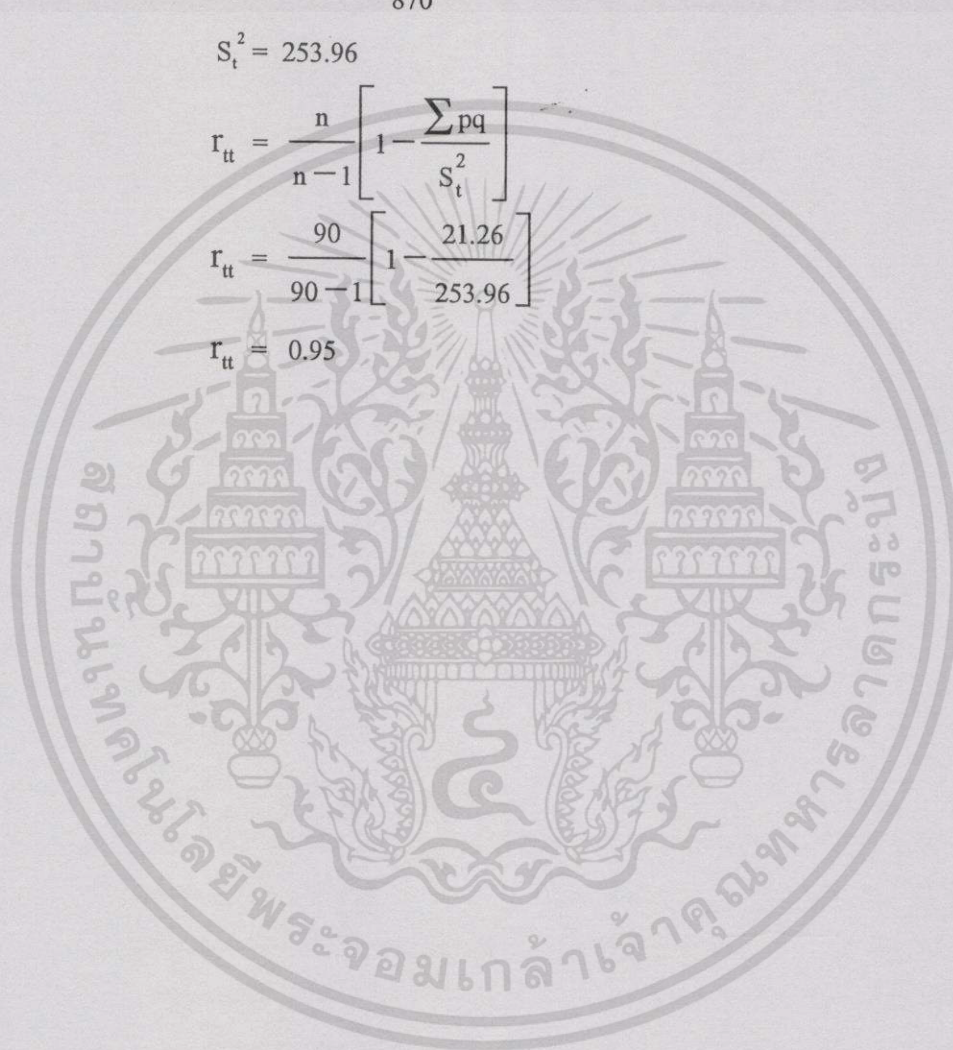 870
S_t^2 = 253.96
r_tt = n / (n − 1) [1 − ∑pq / S_t^2]
r_tt = 90 / (90 − 1) [1 − 21.26 / 253.96]
r_tt = 0.95
สถาบันเทคโนโลยีพระจอมเกล้าเจ้าคุณทหารลาดกระบัง